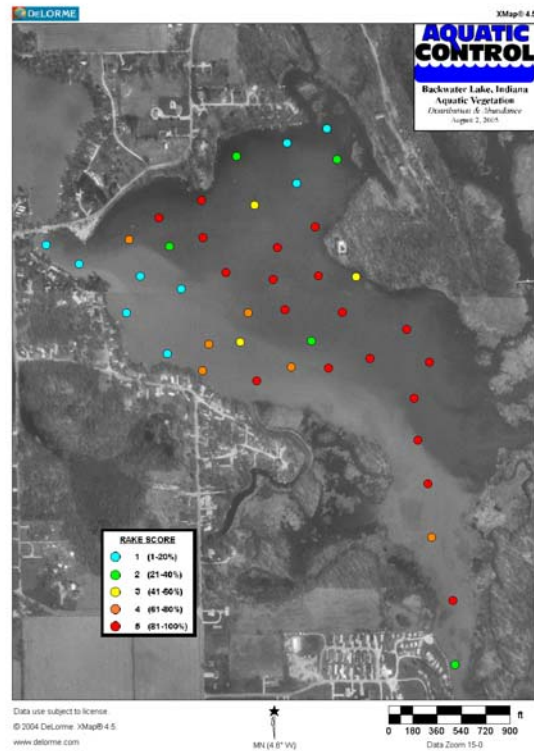 DELORME
XMap® 4.5
AQUATIC
CONTROL
Backwater Lake, Indiana
Aquatic Vegetation
Distribution & Abundance
August 2, 2005
RAKE SCORE
1 (1-20%)
2 (21-40%)
3 (41-60%)
4 (61-80%)
5 (81-100%)
Data use subject to license.
© 2004 DeLorme. XMap® 4.5.
www.delorme.com
MN (4.6° W)
ft
0 180 360 540 720 900
Data Zoom 15-0